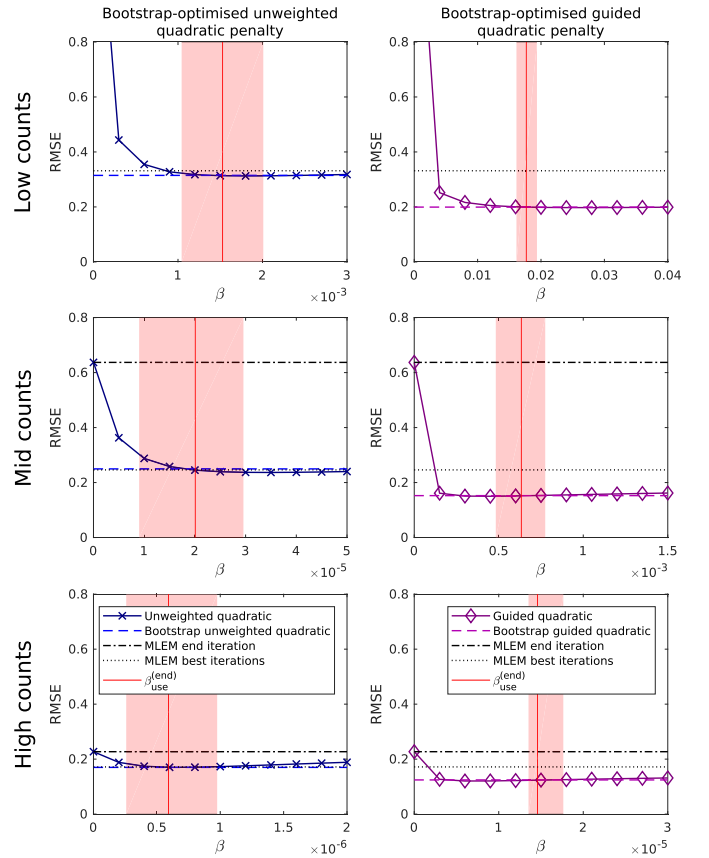 Bootstrap-optimised unweighted
quadratic penalty
Bootstrap-optimised guided
quadratic penalty
Low counts
RMSE
0.8
0.6
0.4
0.2
0
0 1 2 3
β
×10⁻³
RMSE
0.8
0.6
0.4
0.2
0
0 0.01 0.02 0.03 0.04
β
Mid counts
RMSE
0.8
0.6
0.4
0.2
0
0 1 2 3 4 5
β
×10⁻⁵
RMSE
0.8
0.6
0.4
0.2
0
0 0.5 1 1.5
β
×10⁻³
High counts
RMSE
0.8
0.6
0.4
0.2
0
Unweighted quadratic
Bootstrap unweighted quadratic
MLEM end iteration
MLEM best iterations
β(end)use
0 0.5 1 1.5 2
β
×10⁻⁶
RMSE
0.8
0.6
0.4
0.2
0
Guided quadratic
Bootstrap guided quadratic
MLEM end iteration
MLEM best iterations
β(end)use
0 1 2 3
β
×10⁻⁵